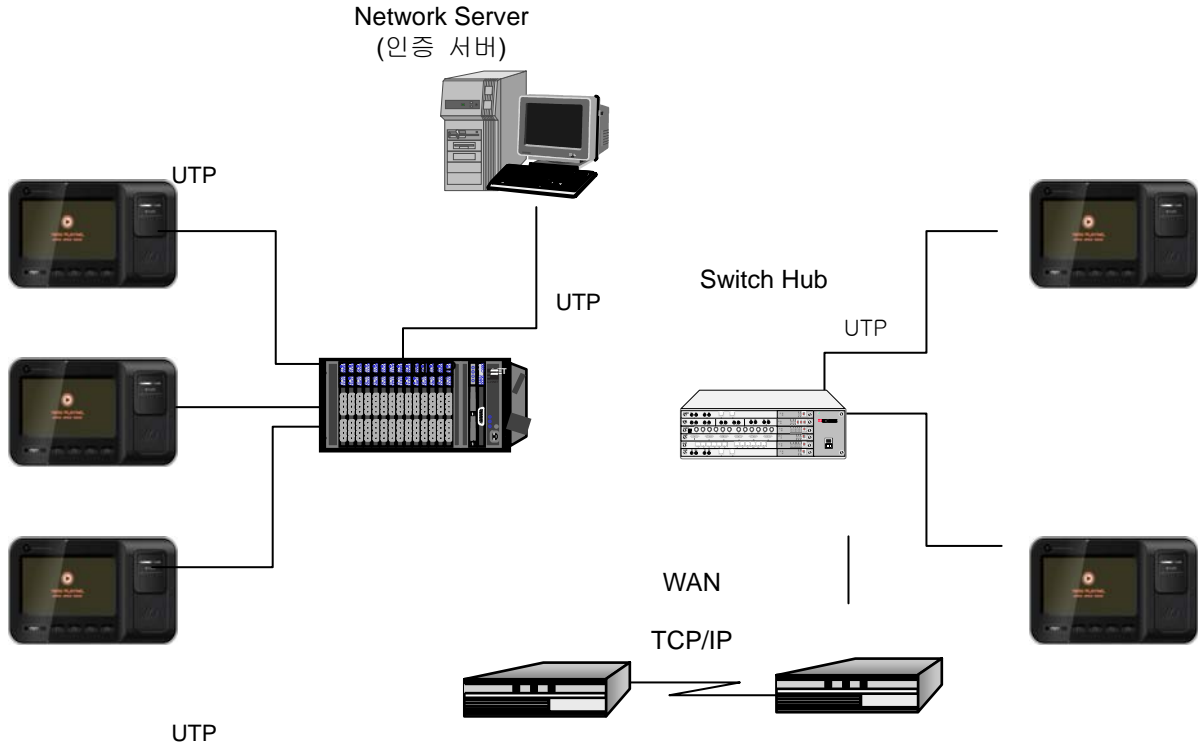 Network Server
(인증 서버)
UTP
UTP
Switch Hub
UTP
WAN
TCP/IP
UTP